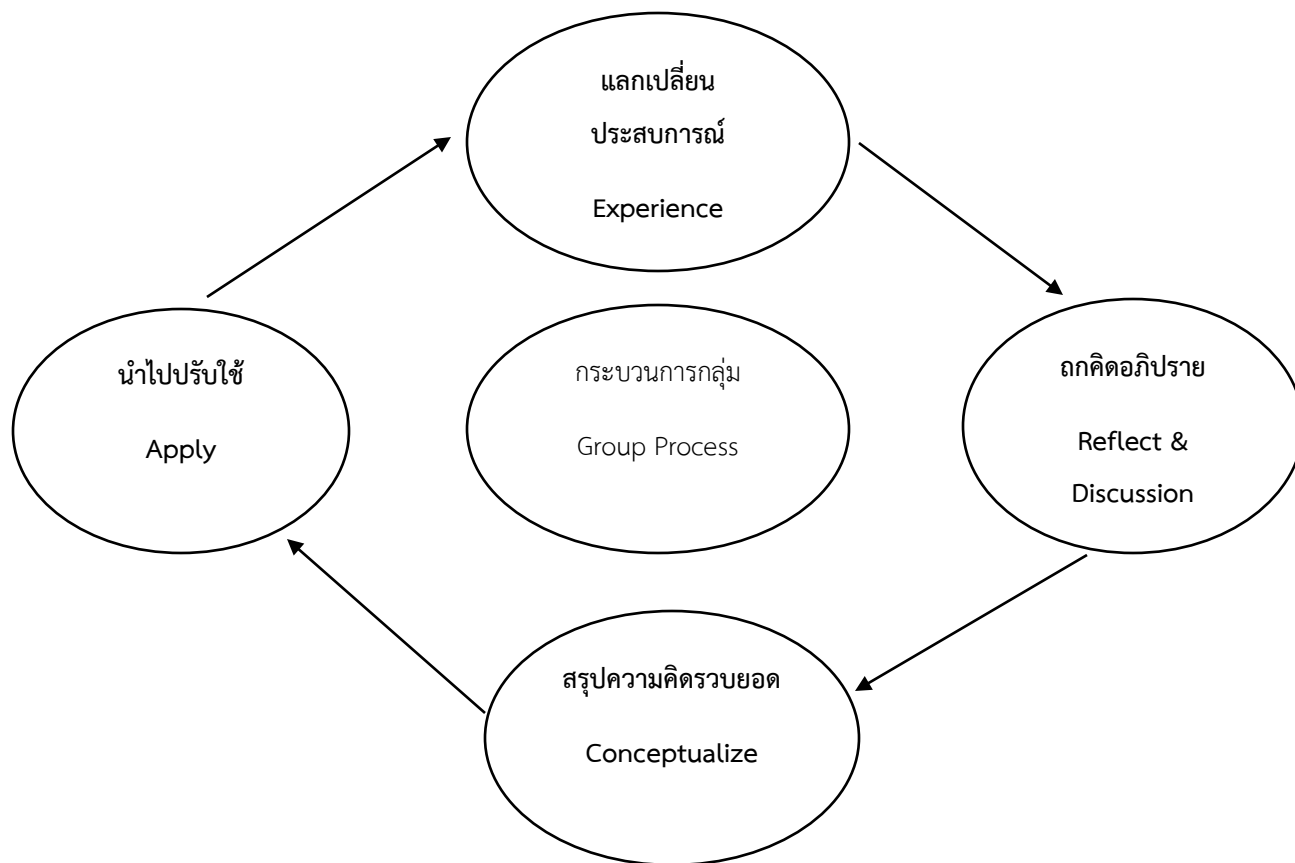 แลกเปลี่ยน
ประสบการณ์
Experience
นำไปปรับใช้
Apply
กระบวนการกลุ่ม
Group Process
ถกคิดอภิปราย
Reflect &
Discussion
สรุปความคิดรวบยอด
Conceptualize